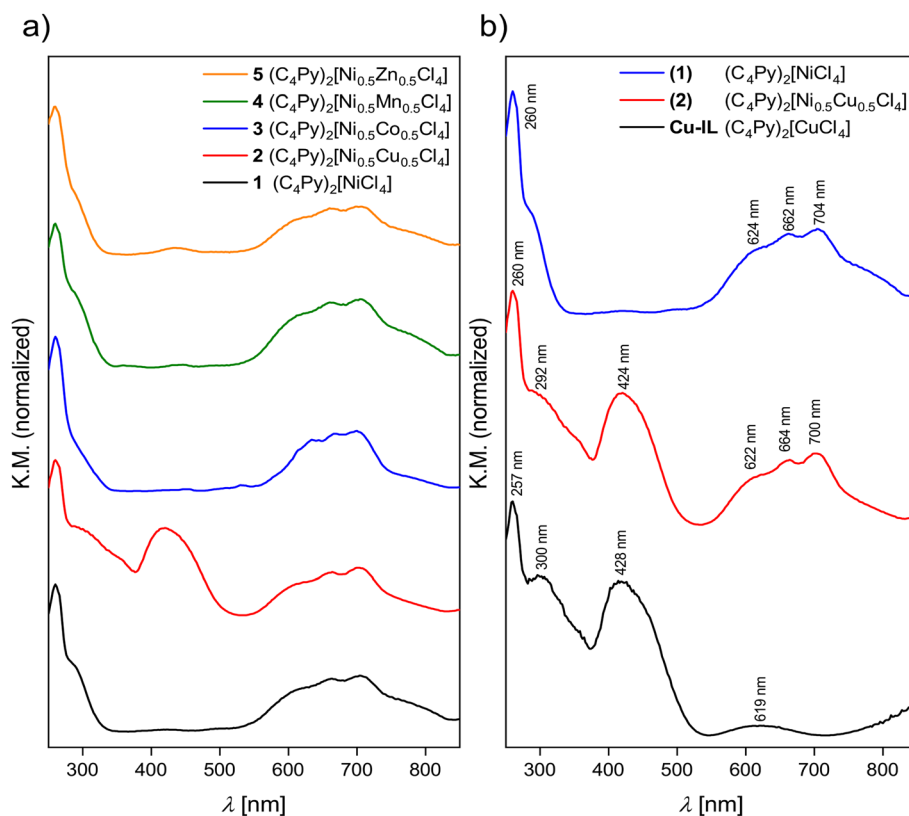 a)
5 (C₄Py)₂[Ni₀.₅Zn₀.₅Cl₄]
4 (C₄Py)₂[Ni₀.₅Mn₀.₅Cl₄]
3 (C₄Py)₂[Ni₀.₅Co₀.₅Cl₄]
2 (C₄Py)₂[Ni₀.₅Cu₀.₅Cl₄]
1 (C₄Py)₂[NiCl₄]
K.M. (normalized)
300 400 500 600 700 800
λ [nm]
b)
(1) (C₄Py)₂[NiCl₄]
(2) (C₄Py)₂[Ni₀.₅Cu₀.₅Cl₄]
Cu-IL (C₄Py)₂[CuCl₄]
260 nm
624 nm
662 nm
704 nm
260 nm
292 nm
424 nm
622 nm
664 nm
700 nm
257 nm
300 nm
428 nm
619 nm
K.M. (normalized)
300 400 500 600 700 800
λ [nm]